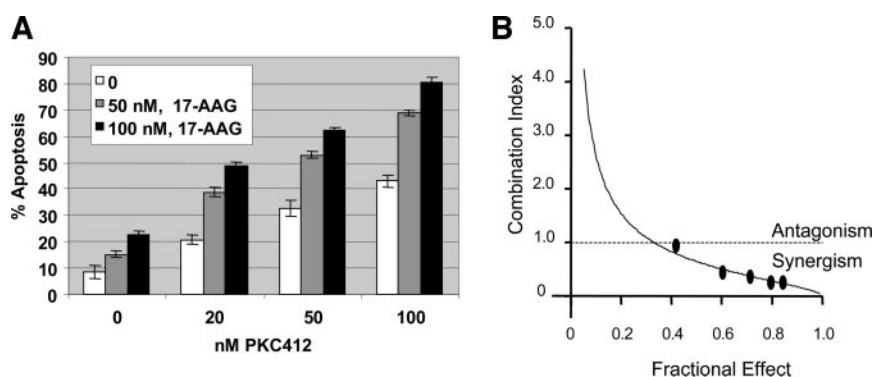 A
% Apoptosis
90
80
70
60
50
40
30
20
10
0
0
50 nM, 17-AAG
100 nM, 17-AAG
0 20 50 100
nM PKC412
B
Combination Index
5.0
4.0
3.0
2.0
1.0
0
Antagonism
Synergism
0 0.2 0.4 0.6 0.8 1.0
Fractional Effect